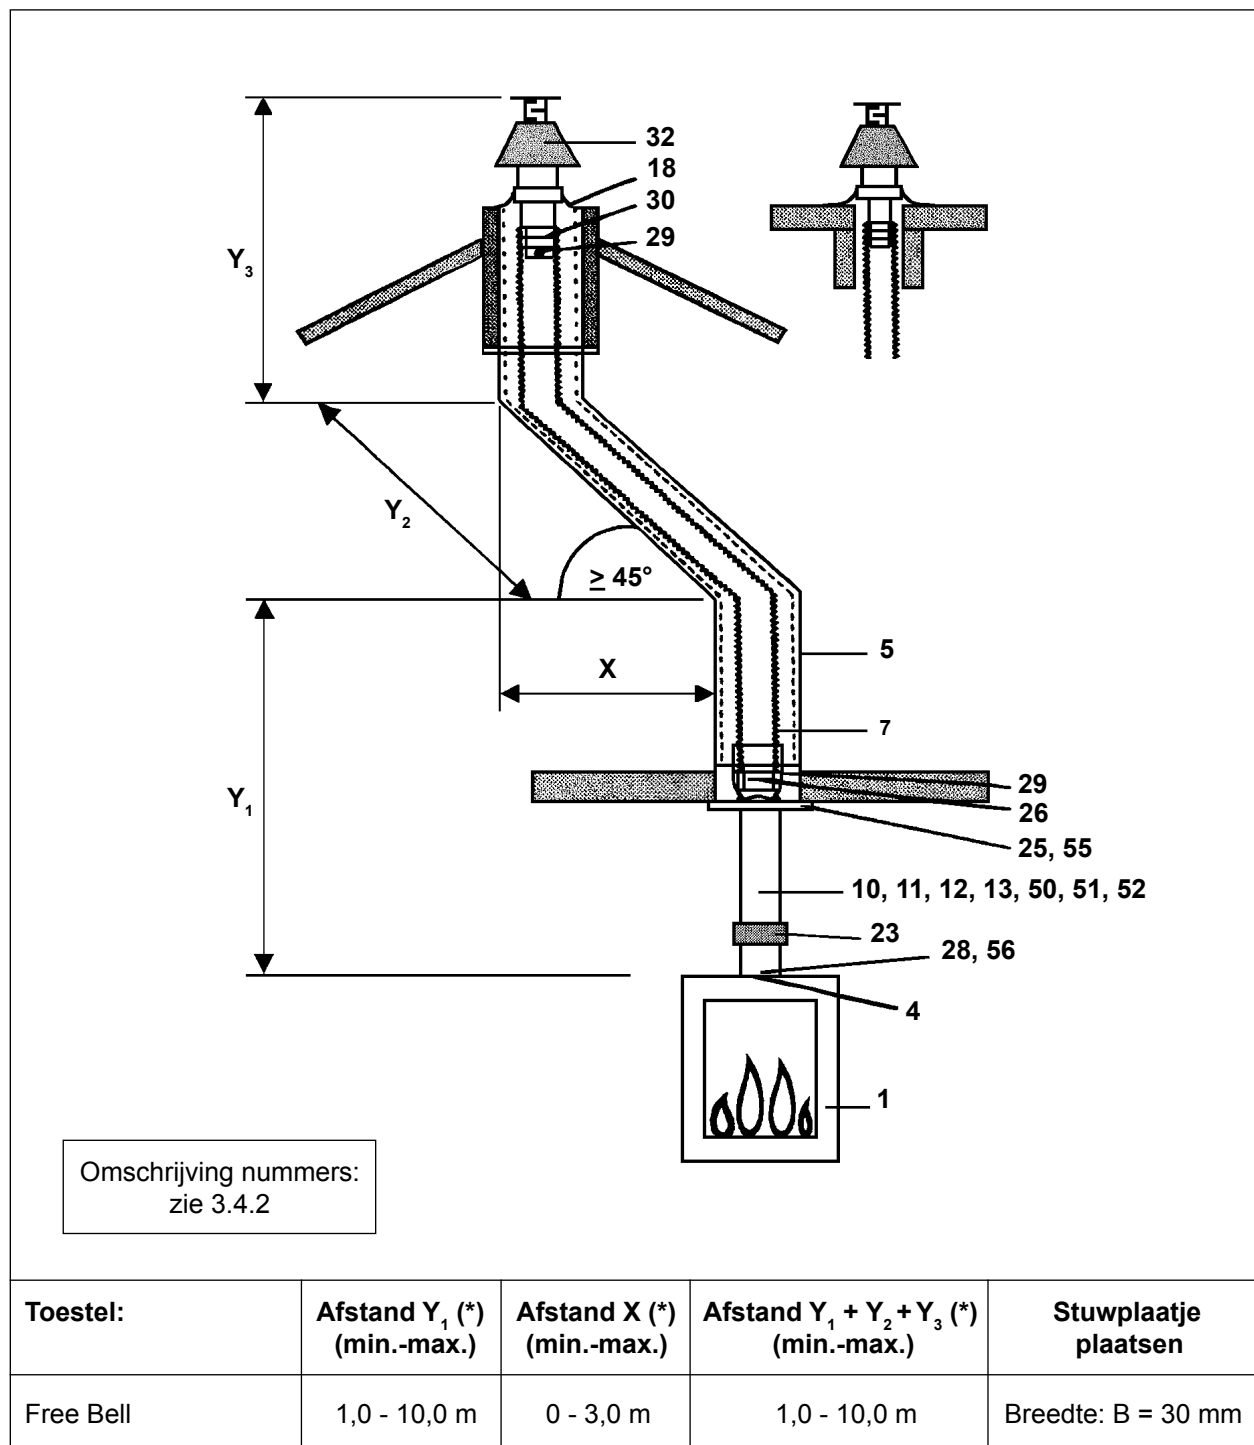 32
18
30
29
Y3
Y2
≥ 45°
X
5
7
Y1
29
26
25, 55
10, 11, 12, 13, 50, 51, 52
23
28, 56
4
1
Omschrijving nummers:
zie 3.4.2
Toestel:
Afstand Y1 (*)
(min.-max.)
Afstand X (*)
(min.-max.)
Afstand Y1 + Y2 + Y3 (*)
(min.-max.)
Stuwplaatje
plaatsen
Free Bell
1,0 - 10,0 m
0 - 3,0 m
1,0 - 10,0 m
Breedte: B = 30 mm